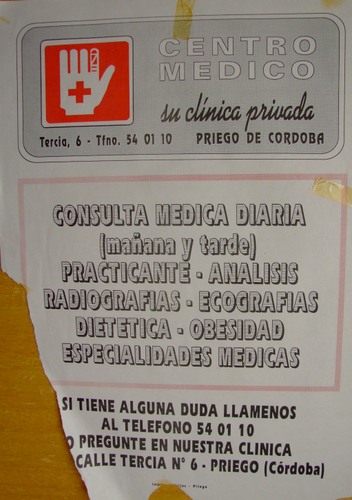 CENTRO
MEDICO
su clínica privada
Tercia, 6 - Tfno. 54 01 10 PRIEGO DE CORDOBA
CONSULTA MEDICA DIARIA
(mañana y tarde)
PRACTICANTE - ANALISIS
RADIOGRAFIAS - ECOGRAFIAS
DIETETICA - OBESIDAD
ESPECIALIDADES MEDICAS
SI TIENE ALGUNA DUDA LLAMENOS
AL TELEFONO 54 01 10
O PREGUNTE EN NUESTRA CLINICA
CALLE TERCIA Nº 6 - PRIEGO (Córdoba)